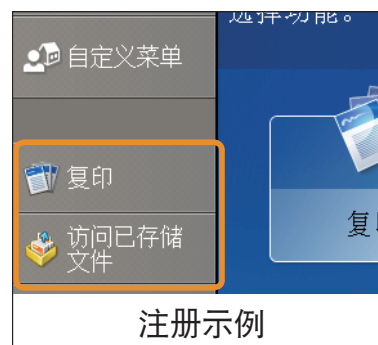 选择功能。
自定义菜单
复印
访问已存储
文件
复
注册示例